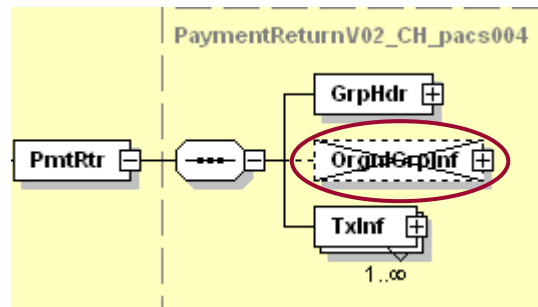 PaymentReturnV02_CH_pacs004
GrpHdr
PmtRtr
OrgnlGrpInf
TxInf
1..∞